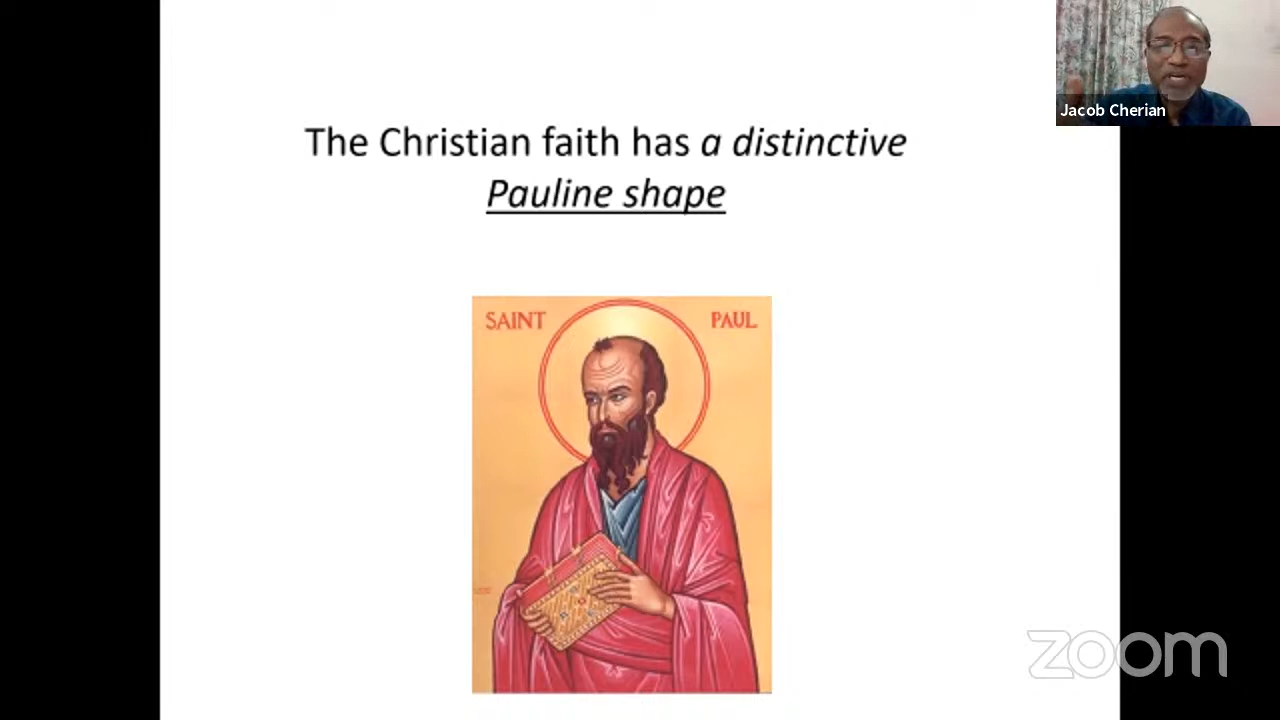 The Christian faith has a distinctive
Pauline shape
SAINT PAUL
Jacob Cherian
zoom